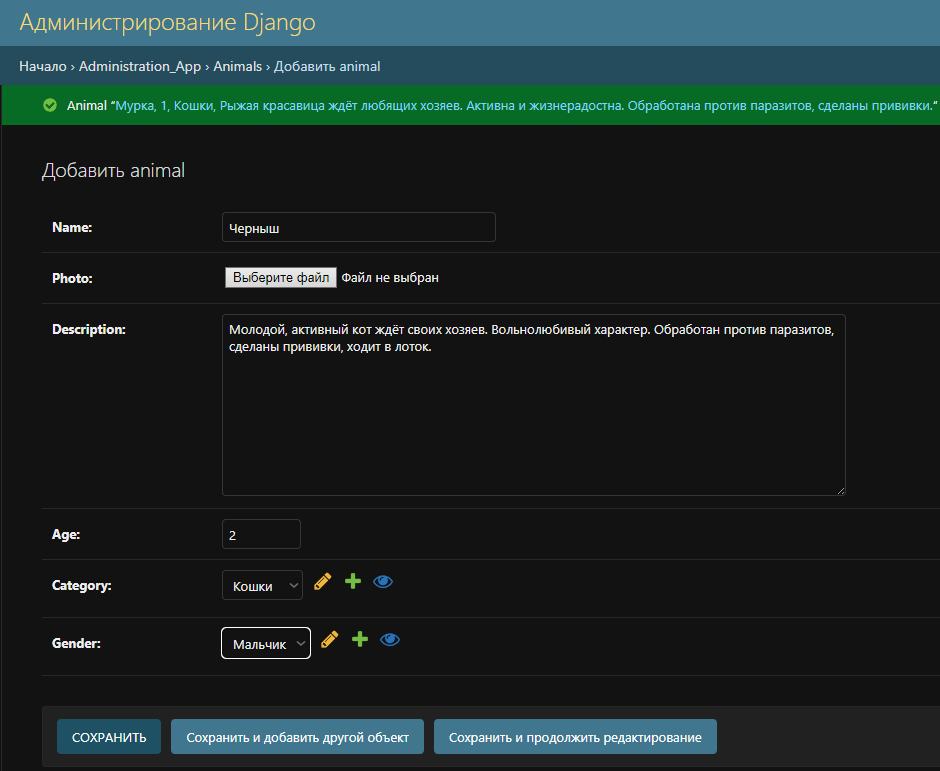 Администрирование Django
Начало › Administration_App › Animals › Добавить animal
Animal “Мурка, 1, Кошки, Рыжая красавица ждёт любящих хозяев. Активна и жизнерадостна. Обработана против паразитов, сделаны прививки.“
Добавить animal
Name: Черныш
Photo: Выберите файл Файл не выбран
Description: Молодой, активный кот ждёт своих хозяев. Вольнолюбивый характер. Обработан против паразитов,
сделаны прививки, ходит в лоток.
Age: 2
Category: Кошки
Gender: Мальчик
СОХРАНИТЬ Сохранить и добавить другой объект Сохранить и продолжить редактирование